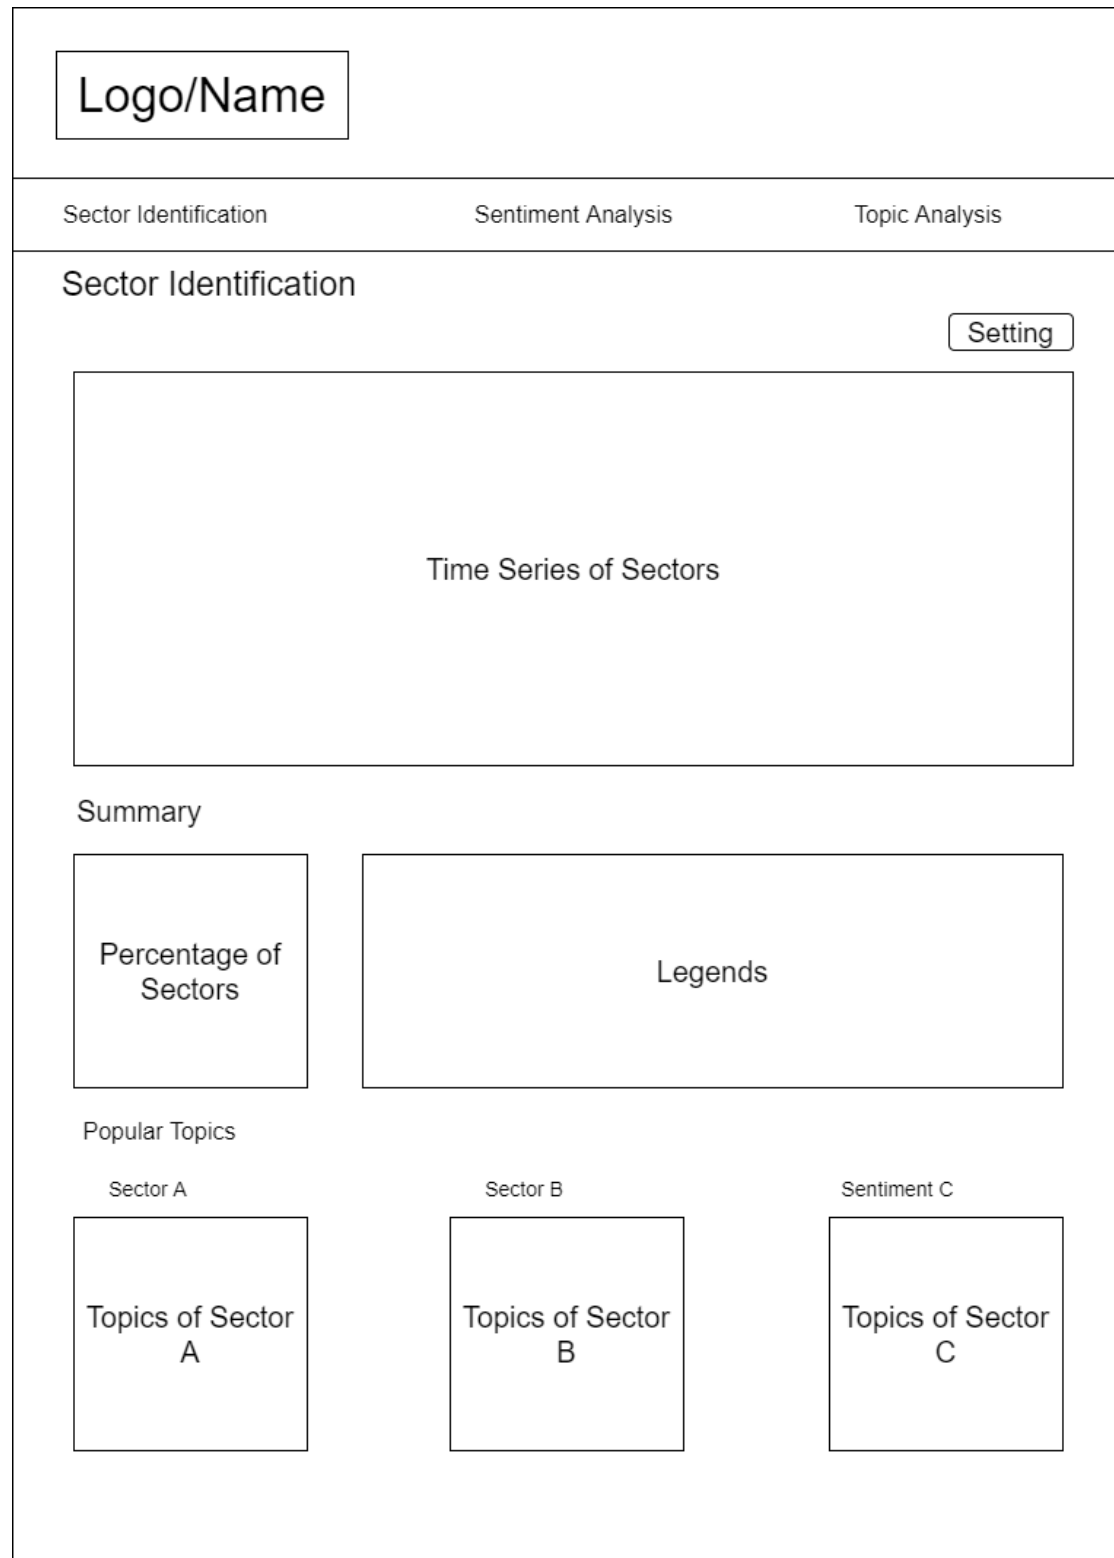 Logo/Name
Sector Identification
Sentiment Analysis
Topic Analysis
Sector Identification
Setting
Time Series of Sectors
Summary
Percentage of
Sectors
Legends
Popular Topics
Sector A
Sector B
Sentiment C
Topics of Sector
A
Topics of Sector
B
Topics of Sector
C